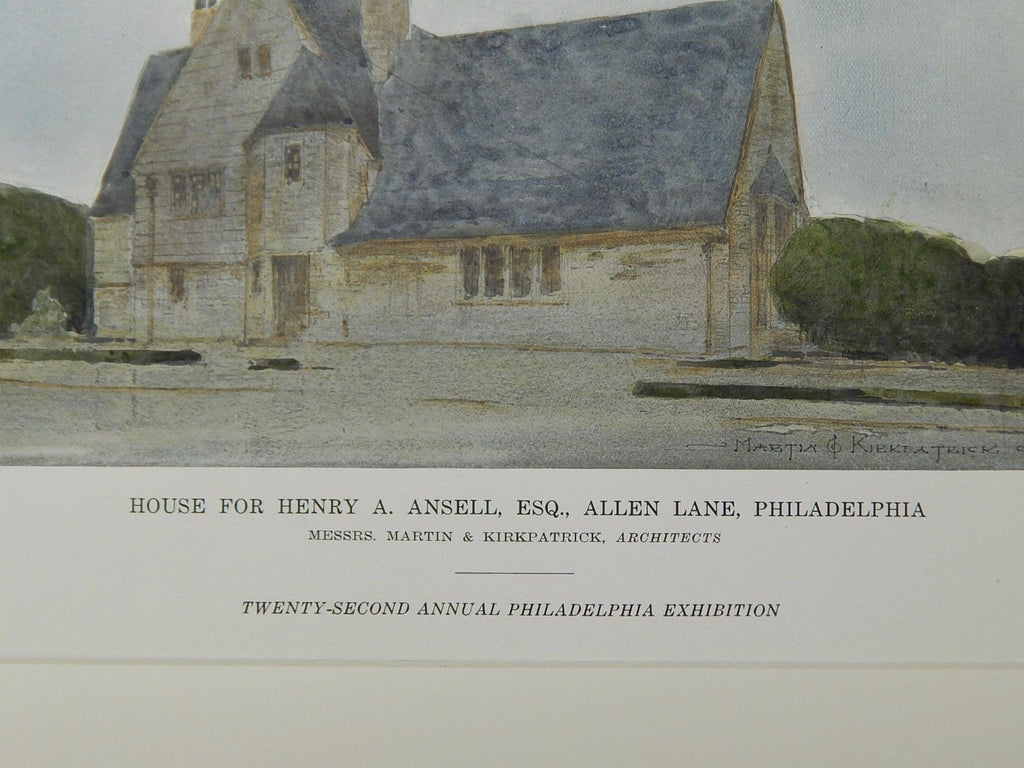 MARTIN & KIRKPATRICK
HOUSE FOR HENRY A. ANSELL, ESQ., ALLEN LANE, PHILADELPHIA
MESSRS. MARTIN & KIRKPATRICK, ARCHITECTS
TWENTY-SECOND ANNUAL PHILADELPHIA EXHIBITION